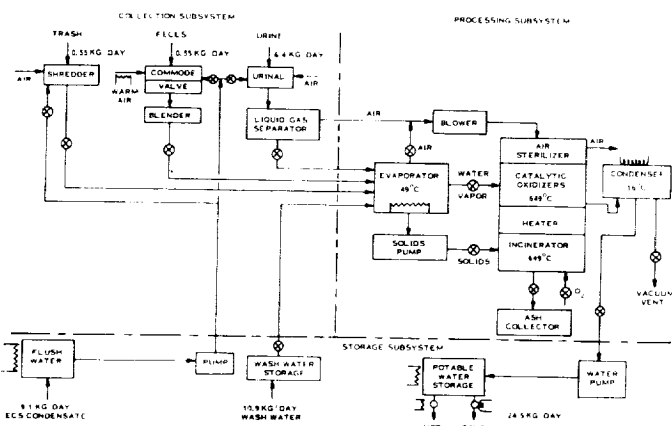 COLLECTION SUBSYSTEM
PROCESSING SUBSYSTEM
TRASH
FECES
URINE
0.55 KG DAY
0.55 KG DAY
4.4 KG DAY
AIR
SHREDDER
WARM
AIR
COMMODE
VALVE
URINAL
AIR
BLENDER
LIQUID GAS
SEPARATOR
AIR
BLOWER
AIR
AIR
STERILIZER
AIR
EVAPORATOR
49°C
WATER
VAPOR
CATALYTIC
OXIDIZERS
649°C
CONDENSER
16°C
HEATER
SOLIDS
PUMP
SOLIDS
INCINERATOR
649°C
O2
ASH
COLLECTOR
VACUUM
VENT
STORAGE SUBSYSTEM
FLUSH
WATER
PUMP
WASH WATER
STORAGE
POTABLE
WATER
STORAGE
WATER
PUMP
9.1 KG/DAY
ECS CONDENSATE
10.9 KG/DAY
WASH WATER
24.5 KG/DAY